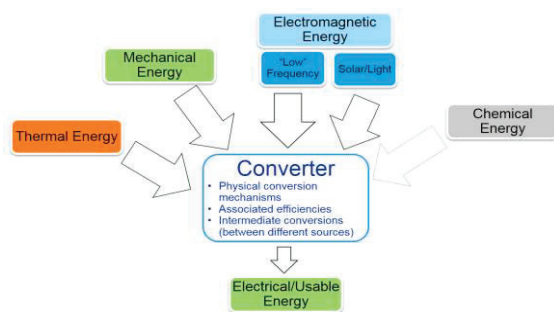 Electromagnetic
Energy
Mechanical
Energy
"Low"
Frequency
Solar/Light
Chemical
Energy
Thermal Energy
Converter
• Physical conversion
mechanisms
• Associated efficiencies
• Intermediate conversions
(between different sources)
Electrical/Usable
Energy